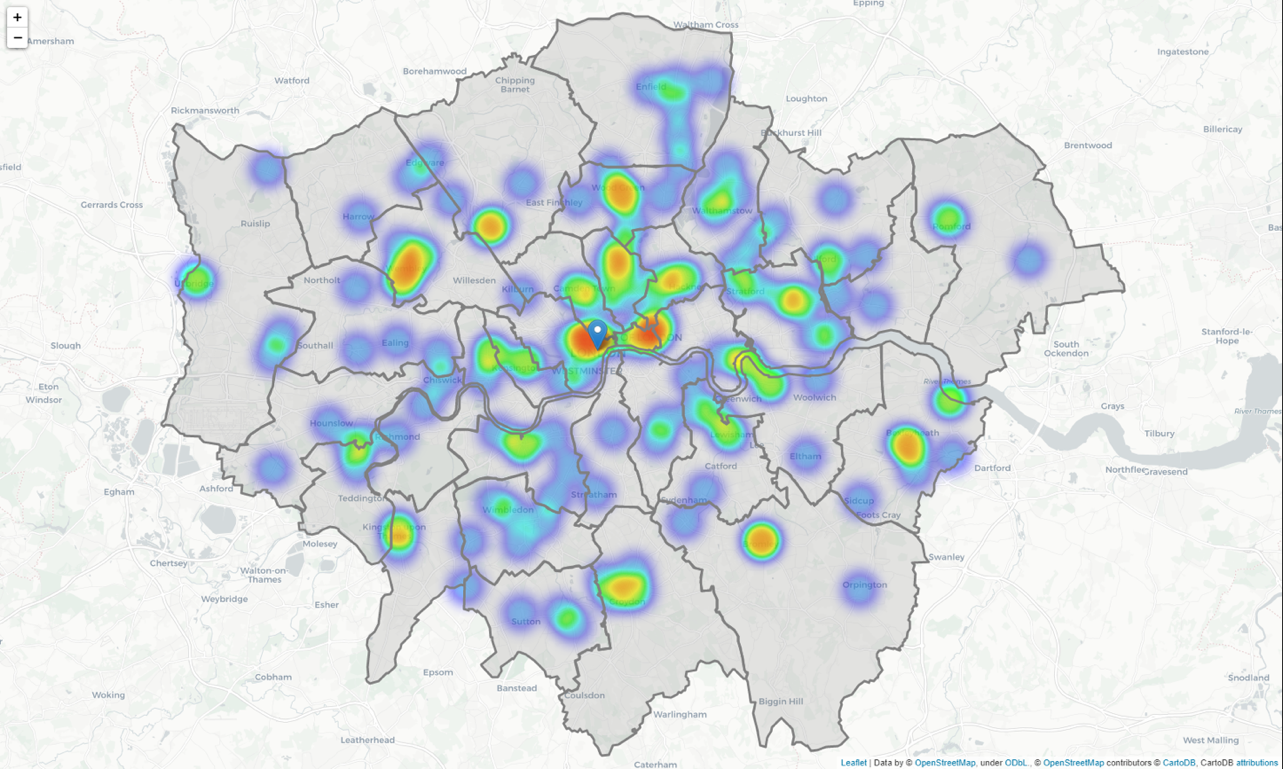 +
−
Epping
Waltham Cross
Amersham
Ingatestone
Borehamwood
Watford
Chipping
Barnet
Enfield
Loughton
Rickmansworth
Buckhurst Hill
Billericay
Brentwood
Edgware
Gerrards Cross
East Finchley
Walthamstow
Harrow
Ruislip
Romford
Northolt
Willesden
Kilburn
Stratford
Slough
Southall
Ealing
WESTMINSTER
South
Ockendon
Stanford-le-
Hope
Chiswick
Eton
Windsor
River Thames
Woolwich
Grays
River Thames
Hounslow
Richmond
Lewisham
Lee
Tilbury
Eltham
Catford
Dartford
Northfleet
Gravesend
Ashford
Egham
Teddington
Streatham
Sydenham
Sidcup
Foots Cray
Wimbledon
Molesey
Chertsey
Swanley
Walton-on
Thames
Weybridge
Esher
Croydon
Orpington
Sutton
Epsom
Cobham
Banstead
Coulsdon
Snodland
Woking
Biggin Hill
Warlingham
Leatherhead
West Malling
Caterham
Leaflet | Data by © OpenStreetMap, under ODbL., © OpenStreetMap contributors © CartoDB, CartoDB attributions